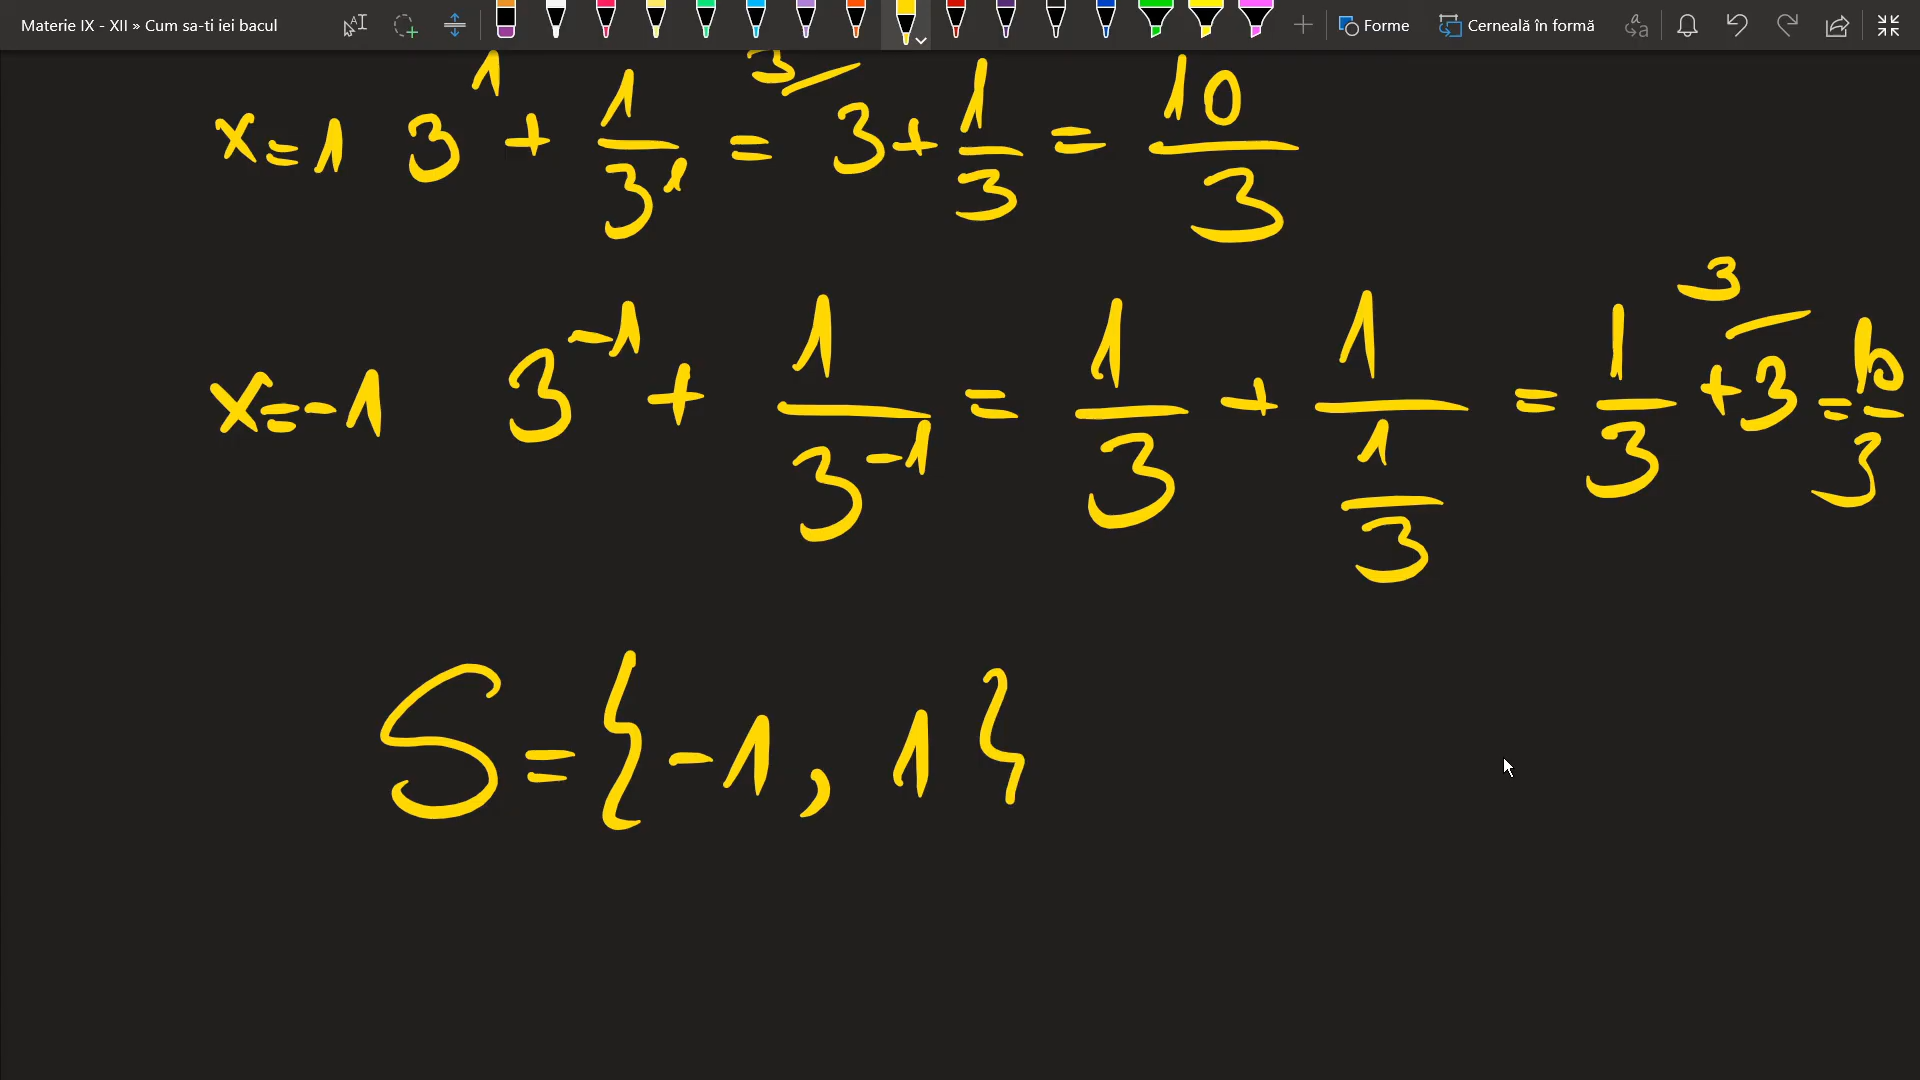 Materie IX - XII » Cum sa-ti iei bacul Forme Cerneală în formă
x=1 3^1 + 1/3^1 = ^3/3 + 1/3 = 10/3
x=-1 3^-1 + 1/3^-1 = 1/3 + 1/(1/3) = 1/3 + ^3/3 = 10/3
S={-1, 1}